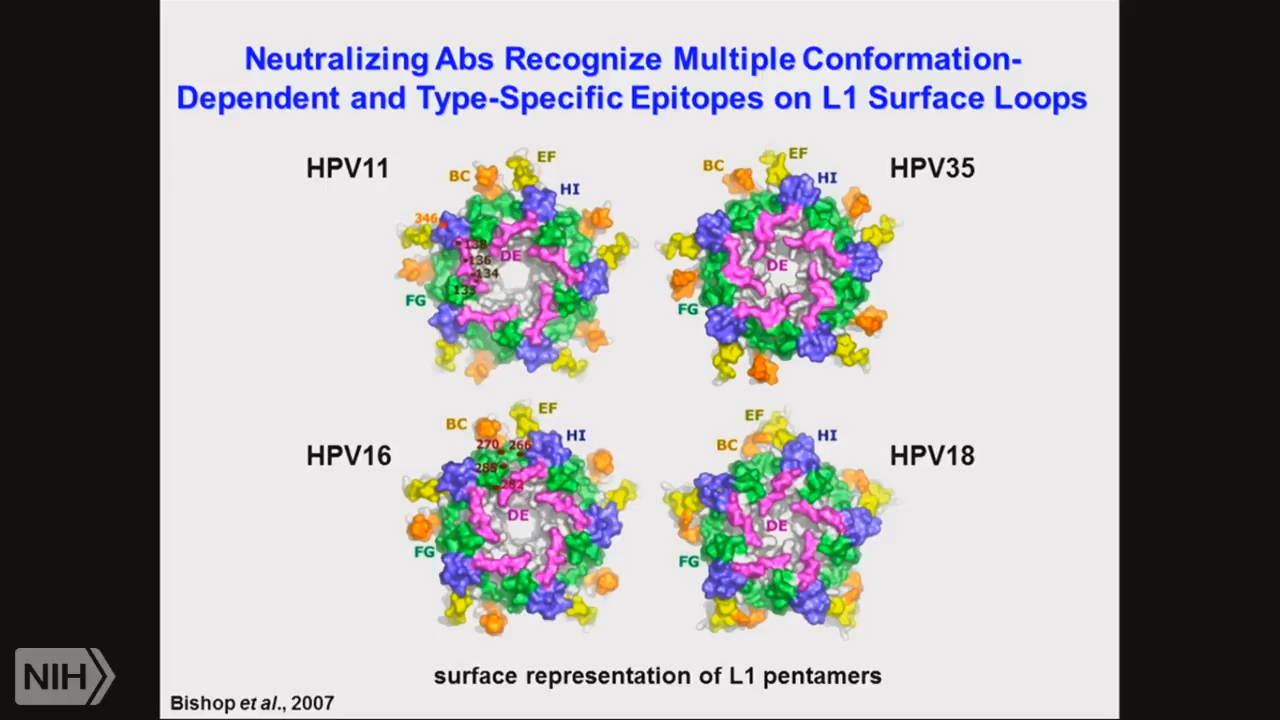 Neutralizing Abs Recognize Multiple Conformation-
Dependent and Type-Specific Epitopes on L1 Surface Loops
HPV11
BC
EF
HI
346
138
136
134
133
DE
FG
HPV35
BC
EF
HI
DE
FG
HPV16
BC
EF
HI
270
266
285
282
DE
FG
HPV18
EF
BC
HI
DE
FG
surface representation of L1 pentamers
NIH
Bishop et al., 2007